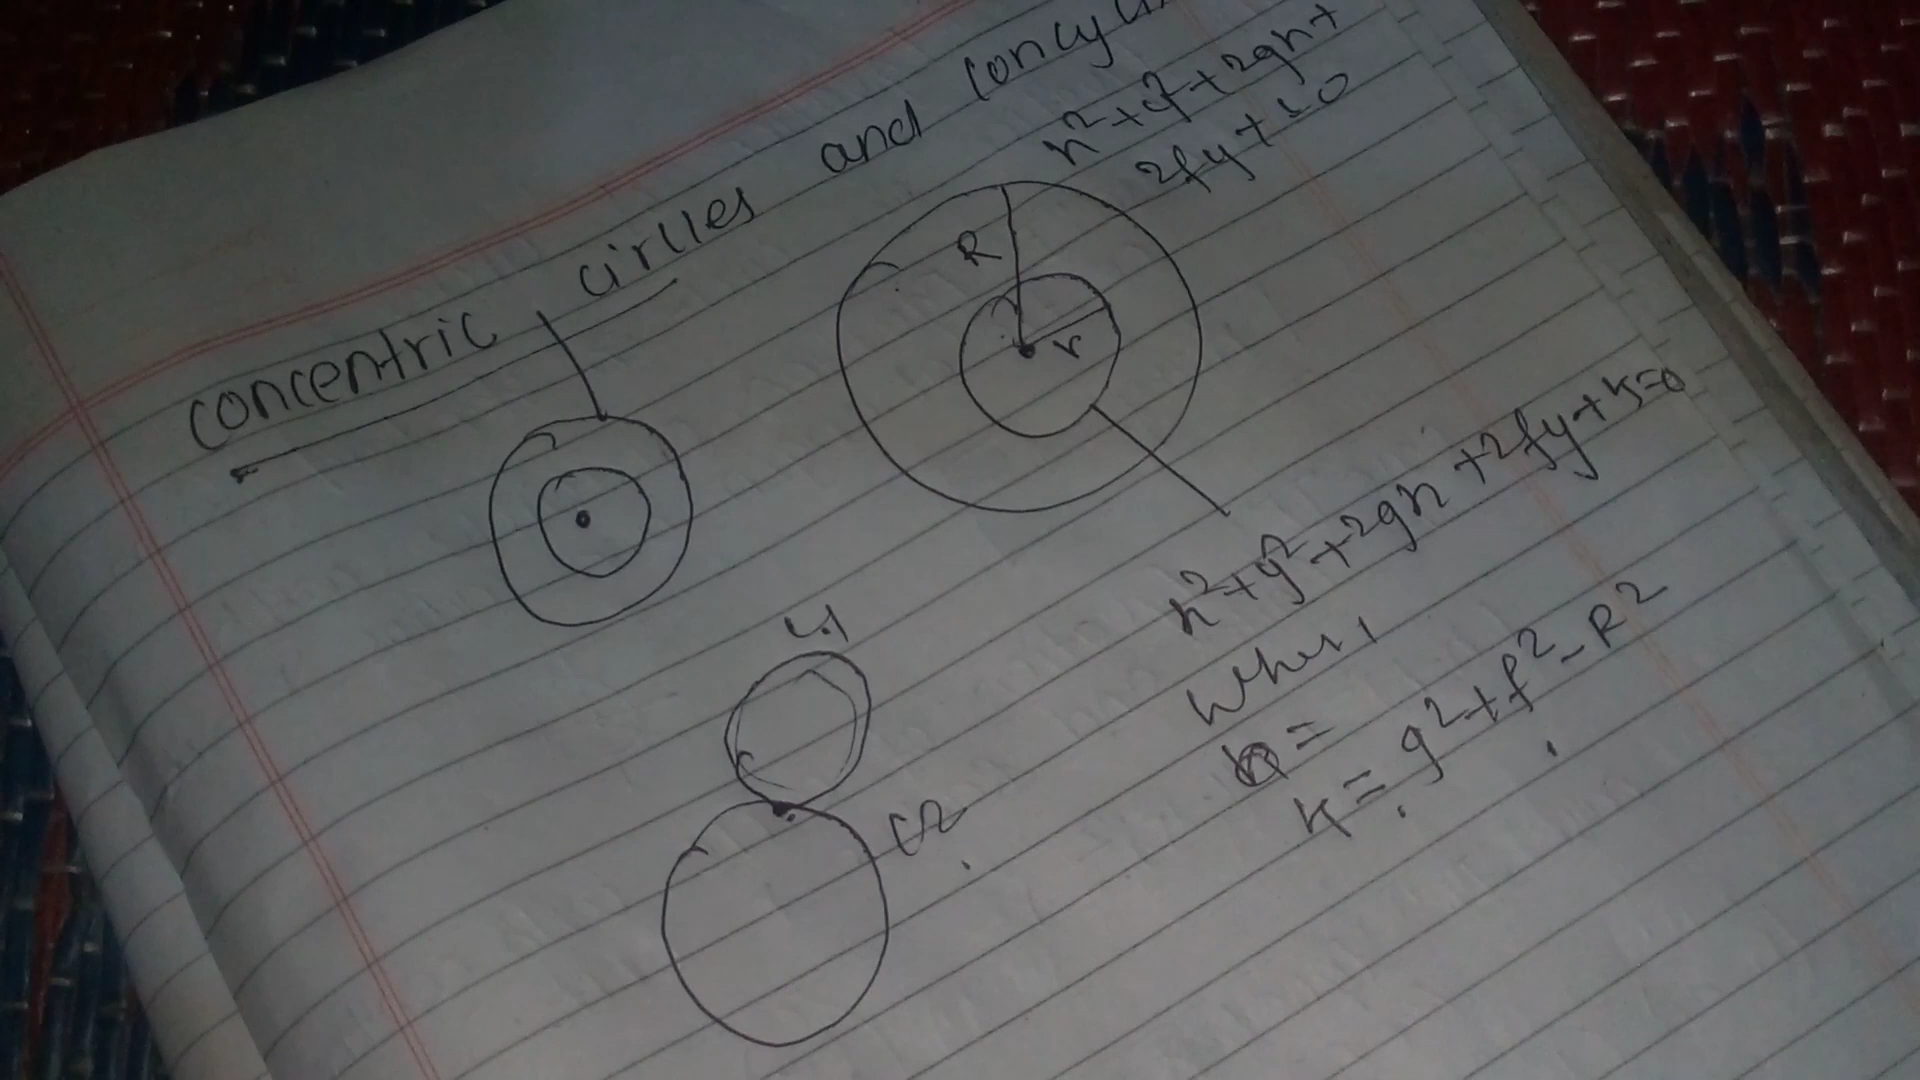 concentric circles and concy
x²+y²+2gx+
2fy+c=0
R
r
x²+y²+2gx+2fy+k=0
Where,
k=
k= g²+f²-R²
C1
C2